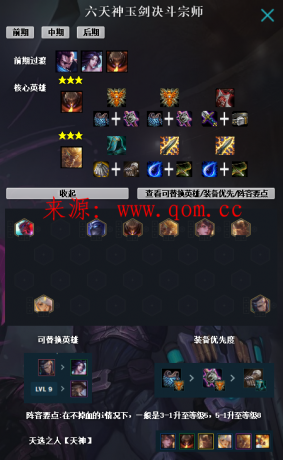 六天神玉剑决斗宗师
前期 中期 后期
前期过渡
核心英雄
收起
查看可替换英雄/装备优先/阵容要点
来源：www.qom.cc
可替换英雄 装备优先度
LVL 9
阵容要点:在不掉血的情况下，一般是3-1升至等级5，5-1升至等级8
天选之人【天神】